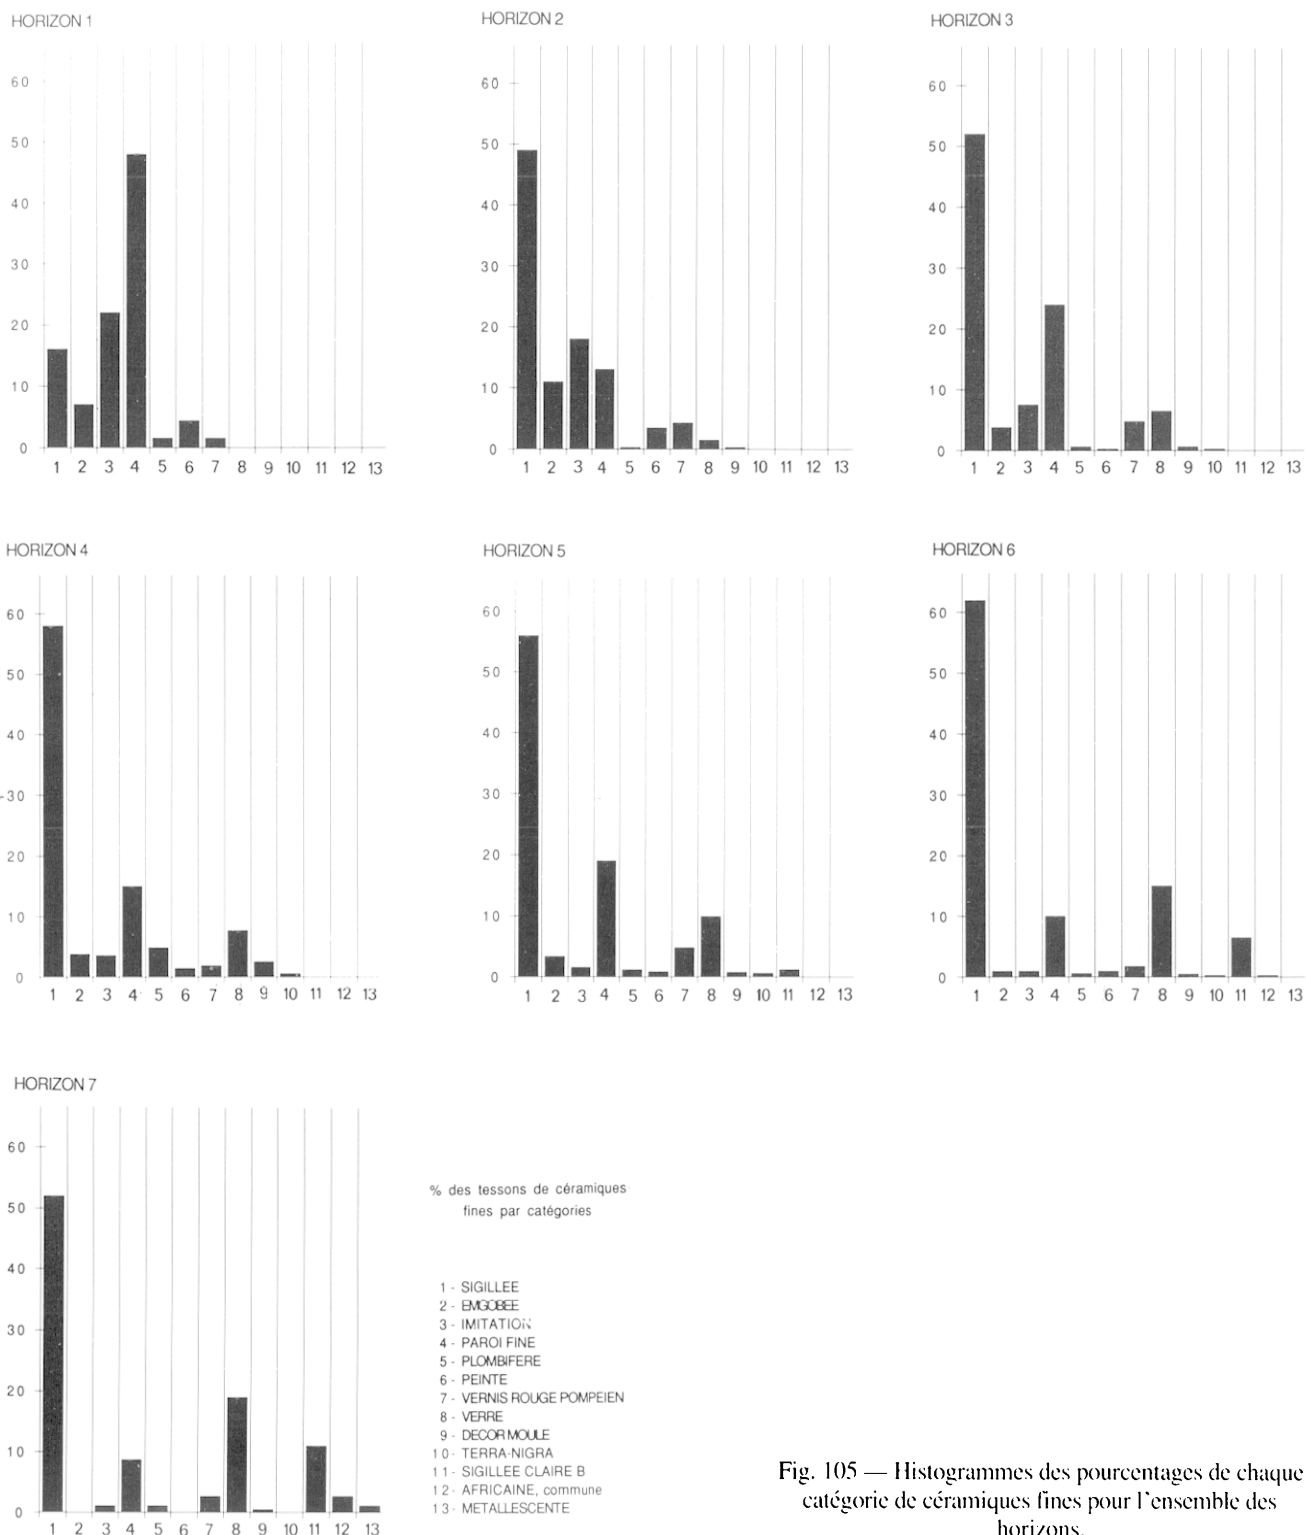 HORIZON 1
60
50
40
30
20
10
0
1 2 3 4 5 6 7 8 9 10 11 12 13
HORIZON 2
60
50
40
30
20
10
0
1 2 3 4 5 6 7 8 9 10 11 12 13
HORIZON 3
60
50
40
30
20
10
0
1 2 3 4 5 6 7 8 9 10 11 12 13
HORIZON 4
60
50
40
30
20
10
0
1 2 3 4 5 6 7 8 9 10 11 12 13
HORIZON 5
60
50
40
30
20
10
0
1 2 3 4 5 6 7 8 9 10 11 12 13
HORIZON 6
60
50
40
30
20
10
0
1 2 3 4 5 6 7 8 9 10 11 12 13
HORIZON 7
60
50
40
30
20
10
0
1 2 3 4 5 6 7 8 9 10 11 12 13
% des tessons de céramiques
fines par catégories
1 - SIGILLEE
2 - EMGOBEE
3 - IMITATION
4 - PAROI FINE
5 - PLOMBIFERE
6 - PEINTE
7 - VERNIS ROUGE POMPEIEN
8 - VERRE
9 - DECOR MOULE
10 - TERRA-NIGRA
11 - SIGILLEE CLAIRE B
12 - AFRICAINE, commune
13 - METALLESCENTE
Fig. 105 — Histogrammes des pourcentages de chaque
catégorie de céramiques fines pour l'ensemble des
horizons.